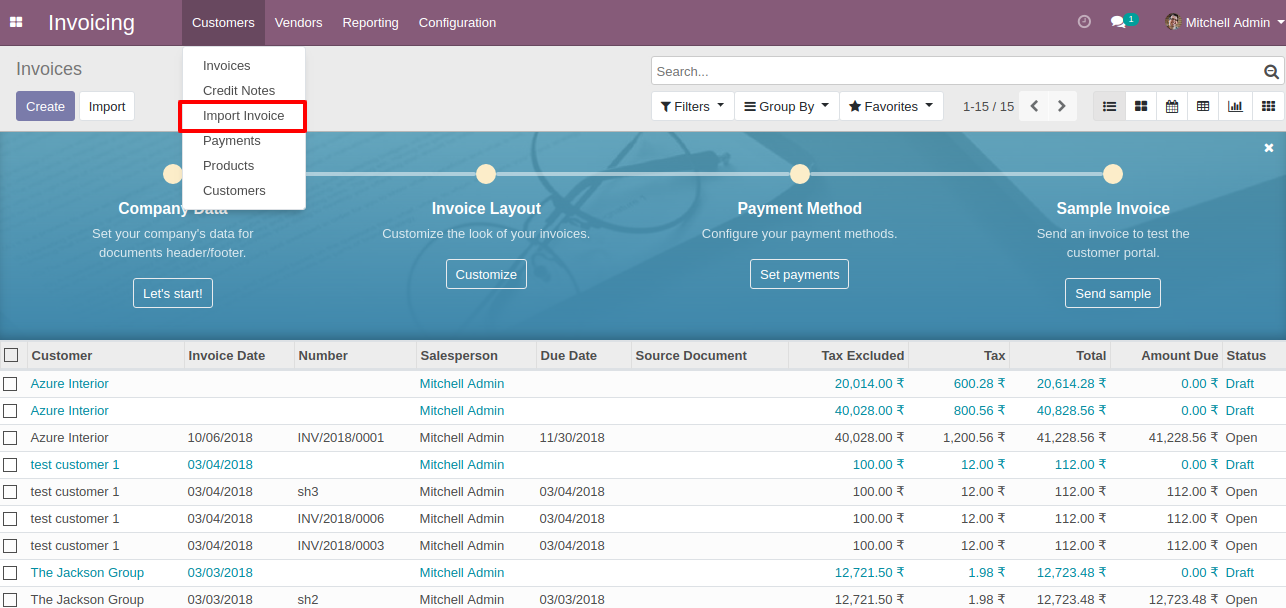 Invoicing Customers Vendors Reporting Configuration 1 Mitchell Admin
Invoices
Search...
Create Import
Filters Group By Favorites 1-15 / 15
Invoices
Credit Notes
Import Invoice
Payments
Products
Customers
Company Data Invoice Layout Payment Method Sample Invoice
Set your company's data for
documents header/footer.
Customize the look of your invoices.
Configure your payment methods.
Send an invoice to test the
customer portal.
Let's start! Customize Set payments Send sample
Customer Invoice Date Number Salesperson Due Date Source Document Tax Excluded Tax Total Amount Due Status
Azure Interior Mitchell Admin 20,014.00 ₹ 600.28 ₹ 20,614.28 ₹ 0.00 ₹ Draft
Azure Interior Mitchell Admin 40,028.00 ₹ 800.56 ₹ 40,828.56 ₹ 0.00 ₹ Draft
Azure Interior 10/06/2018 INV/2018/0001 Mitchell Admin 11/30/2018 40,028.00 ₹ 1,200.56 ₹ 41,228.56 ₹ 41,228.56 ₹ Open
test customer 1 03/04/2018 Mitchell Admin 100.00 ₹ 12.00 ₹ 112.00 ₹ 0.00 ₹ Draft
test customer 1 03/04/2018 sh3 Mitchell Admin 03/04/2018 100.00 ₹ 12.00 ₹ 112.00 ₹ 112.00 ₹ Open
test customer 1 03/04/2018 INV/2018/0006 Mitchell Admin 03/04/2018 100.00 ₹ 12.00 ₹ 112.00 ₹ 112.00 ₹ Open
test customer 1 03/04/2018 INV/2018/0003 Mitchell Admin 03/04/2018 100.00 ₹ 12.00 ₹ 112.00 ₹ 112.00 ₹ Open
The Jackson Group 03/03/2018 Mitchell Admin 12,721.50 ₹ 1.98 ₹ 12,723.48 ₹ 0.00 ₹ Draft
The Jackson Group 03/03/2018 sh2 Mitchell Admin 03/03/2018 12,721.50 ₹ 1.98 ₹ 12,723.48 ₹ 12,723.48 ₹ Open